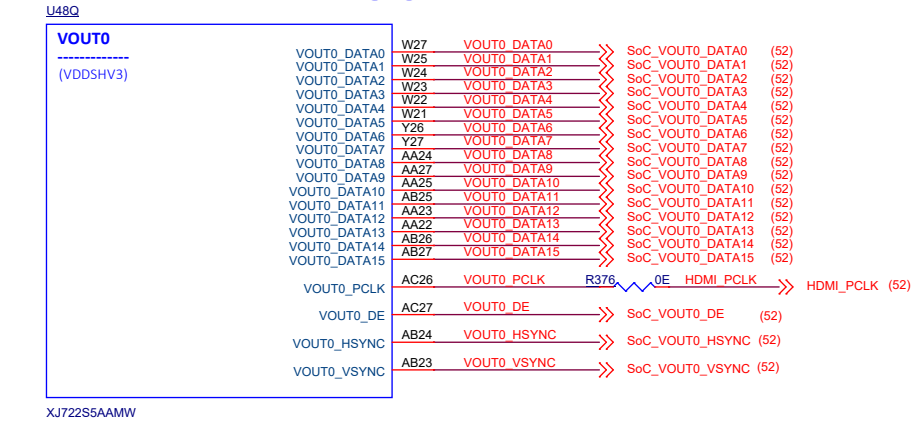 U48Q
VOUT0
-------------
(VDDSHV3)
VOUT0_DATA0 W27 VOUT0_DATA0 SoC_VOUT0_DATA0 (52)
VOUT0_DATA1 W25 VOUT0_DATA1 SoC_VOUT0_DATA1 (52)
VOUT0_DATA2 W24 VOUT0_DATA2 SoC_VOUT0_DATA2 (52)
VOUT0_DATA3 W23 VOUT0_DATA3 SoC_VOUT0_DATA3 (52)
VOUT0_DATA4 W22 VOUT0_DATA4 SoC_VOUT0_DATA4 (52)
VOUT0_DATA5 W21 VOUT0_DATA5 SoC_VOUT0_DATA5 (52)
VOUT0_DATA6 Y26 VOUT0_DATA6 SoC_VOUT0_DATA6 (52)
VOUT0_DATA7 Y27 VOUT0_DATA7 SoC_VOUT0_DATA7 (52)
VOUT0_DATA8 AA24 VOUT0_DATA8 SoC_VOUT0_DATA8 (52)
VOUT0_DATA9 AA27 VOUT0_DATA9 SoC_VOUT0_DATA9 (52)
VOUT0_DATA10 AA25 VOUT0_DATA10 SoC_VOUT0_DATA10 (52)
VOUT0_DATA11 AB25 VOUT0_DATA11 SoC_VOUT0_DATA11 (52)
VOUT0_DATA12 AA23 VOUT0_DATA12 SoC_VOUT0_DATA12 (52)
VOUT0_DATA13 AA22 VOUT0_DATA13 SoC_VOUT0_DATA13 (52)
VOUT0_DATA14 AB26 VOUT0_DATA14 SoC_VOUT0_DATA14 (52)
VOUT0_DATA15 AB27 VOUT0_DATA15 SoC_VOUT0_DATA15 (52)
VOUT0_PCLK AC26 VOUT0_PCLK R376 0E HDMI_PCLK HDMI_PCLK (52)
VOUT0_DE AC27 VOUT0_DE SoC_VOUT0_DE (52)
VOUT0_HSYNC AB24 VOUT0_HSYNC SoC_VOUT0_HSYNC (52)
VOUT0_VSYNC AB23 VOUT0_VSYNC SoC_VOUT0_VSYNC (52)
XJ722S5AAMW